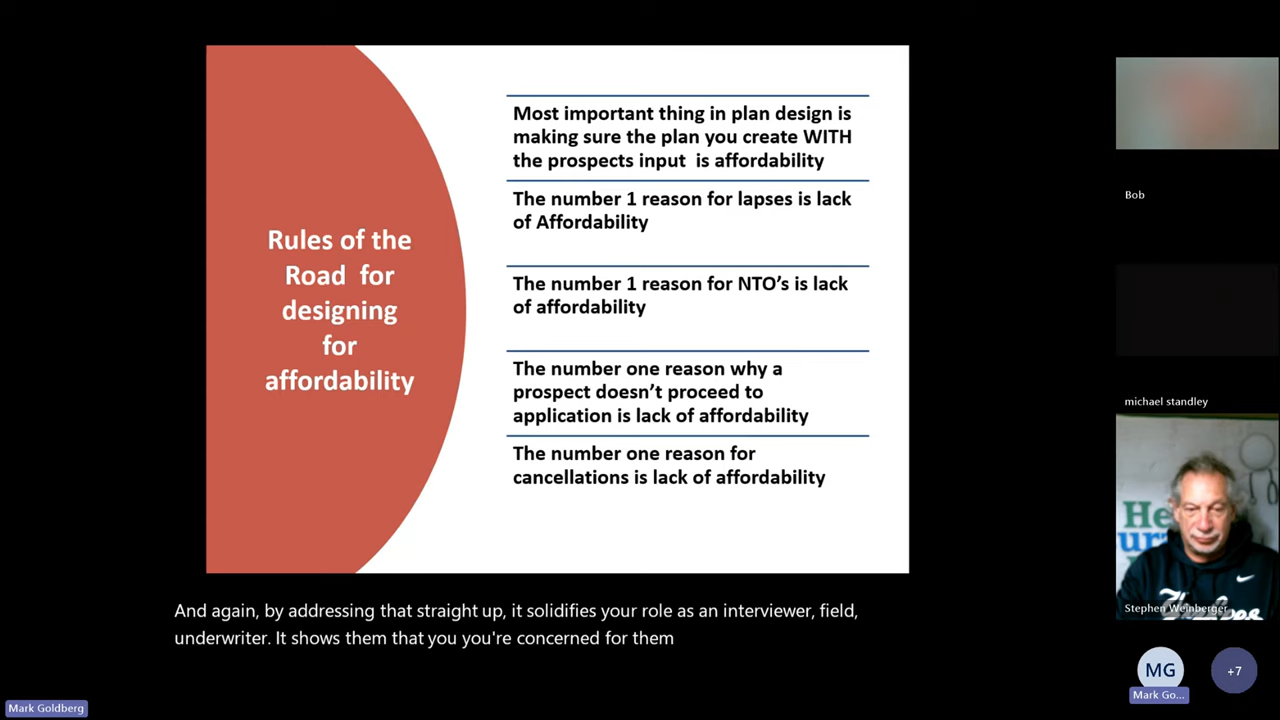 Rules of the
Road for
designing
for
affordability
Most important thing in plan design is
making sure the plan you create WITH
the prospects input is affordability
The number 1 reason for lapses is lack
of Affordability
The number 1 reason for NTO’s is lack
of affordability
The number one reason why a
prospect doesn’t proceed to
application is lack of affordability
The number one reason for
cancellations is lack of affordability
And again, by addressing that straight up, it solidifies your role as an interviewer, field,
underwriter. It shows them that you you're concerned for them
Bob
michael standley
He
ur
Stephen Weinberger
MG
+7
Mark Go...
Mark Goldberg